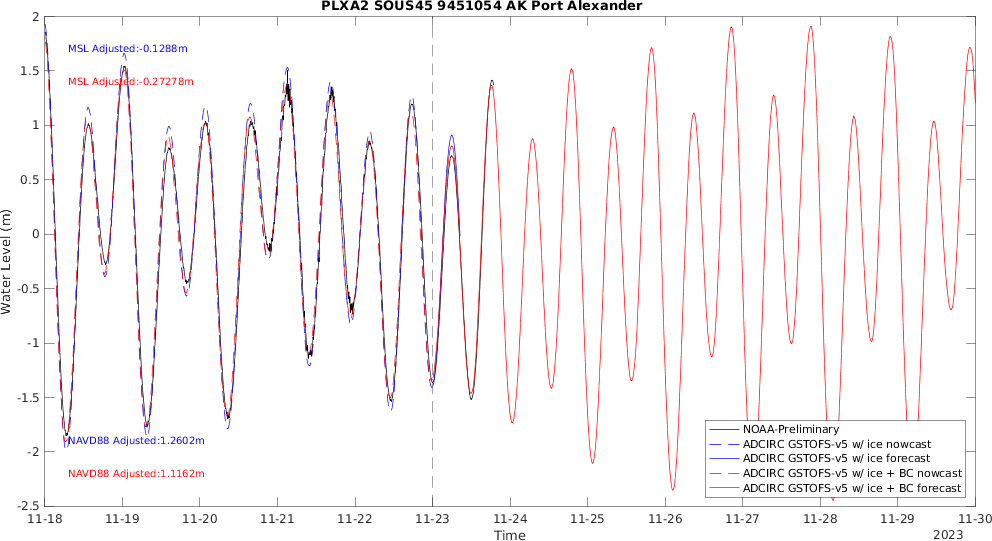 PLXA2 SOUS45 9451054 AK Port Alexander
2
1.5
1
0.5
0
-0.5
-1
-1.5
-2
-2.5
Water Level (m)
MSL Adjusted:-0.1288m
MSL Adjusted:-0.27278m
NAVD88 Adjusted:1.2602m
NAVD88 Adjusted:1.1162m
NOAA-Preliminary
ADCIRC GSTOFS-v5 w/ ice nowcast
ADCIRC GSTOFS-v5 w/ ice forecast
ADCIRC GSTOFS-v5 w/ ice + BC nowcast
ADCIRC GSTOFS-v5 w/ ice + BC forecast
11-18 11-19 11-20 11-21 11-22 11-23 11-24 11-25 11-26 11-27 11-28 11-29 11-30
Time
2023